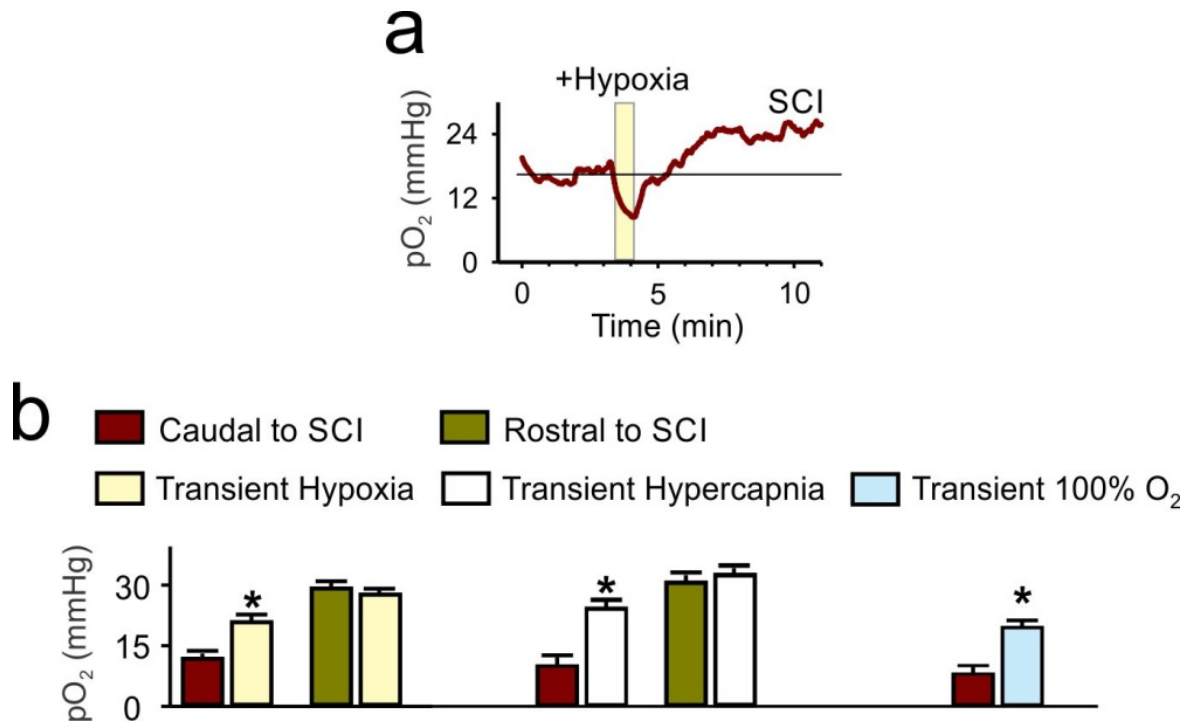 a
+Hypoxia
SCI
pO₂ (mmHg)
24
12
0
0 5 10
Time (min)
b
Caudal to SCI Rostral to SCI
Transient Hypoxia Transient Hypercapnia Transient 100% O₂
pO₂ (mmHg)
30
15
0
* * *